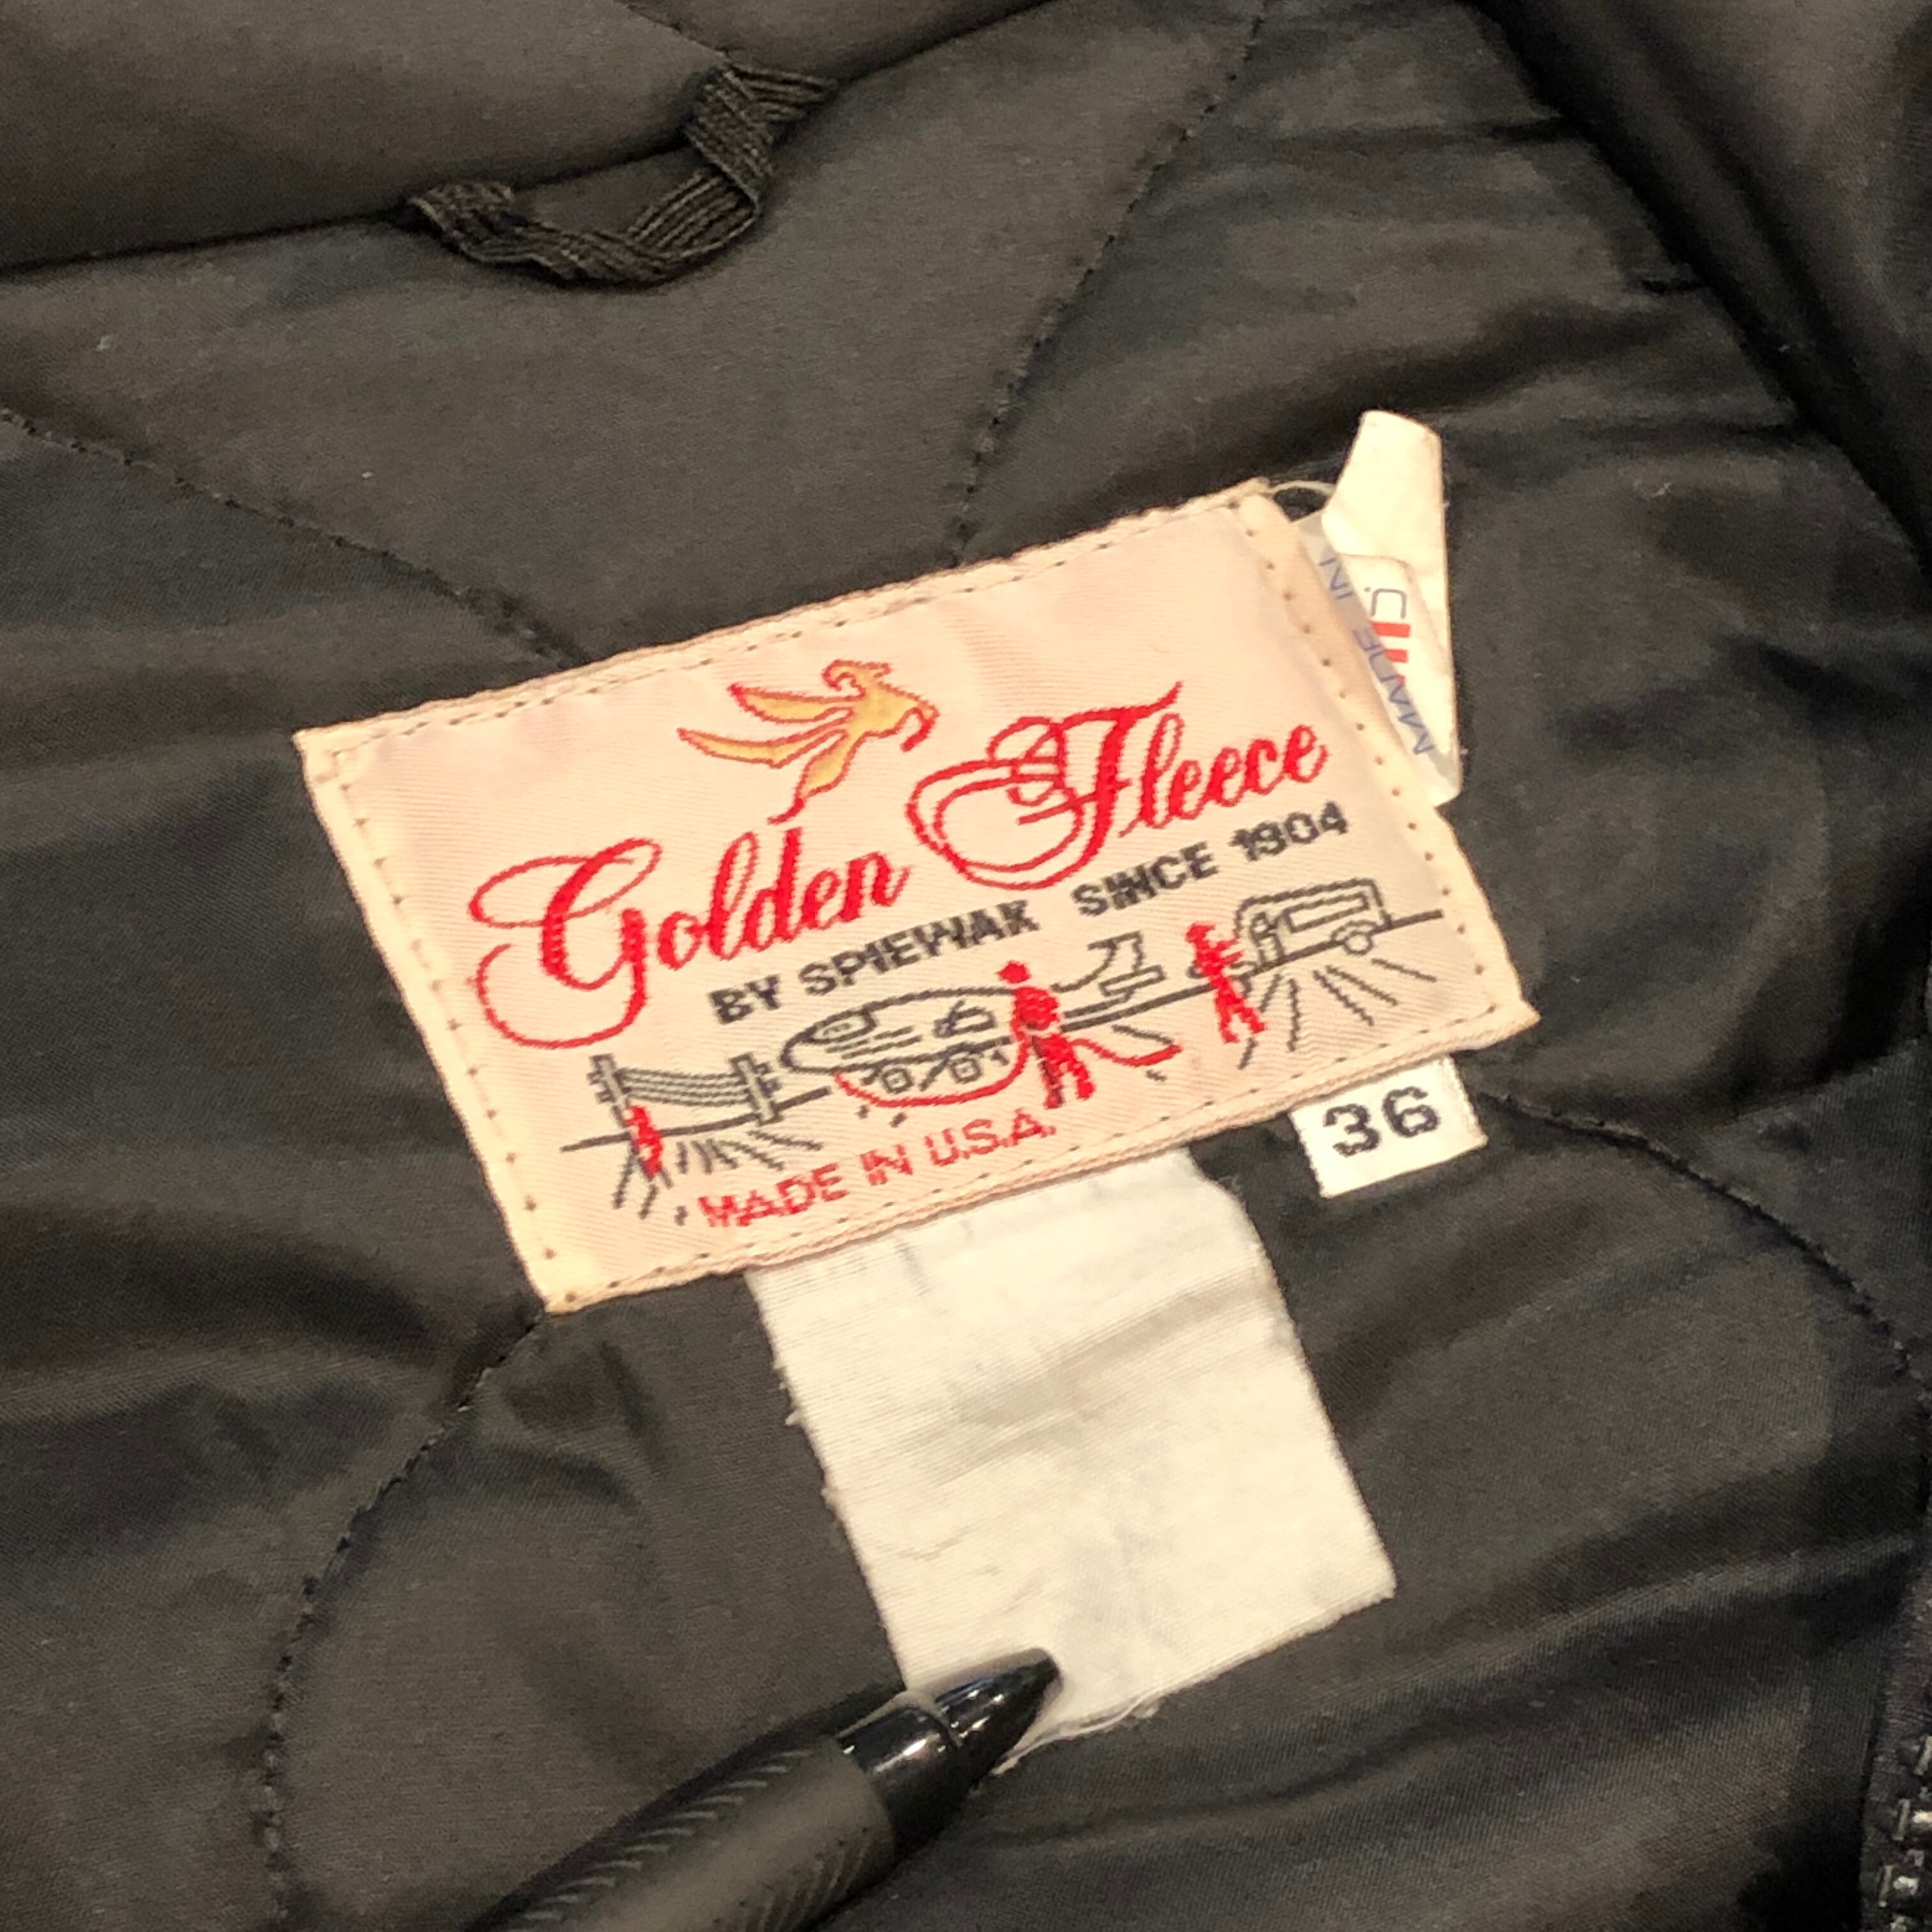 Golden Fleece
BY SPIEWAK SINCE 1904
MADE IN U.S.A.
36
MADE IN